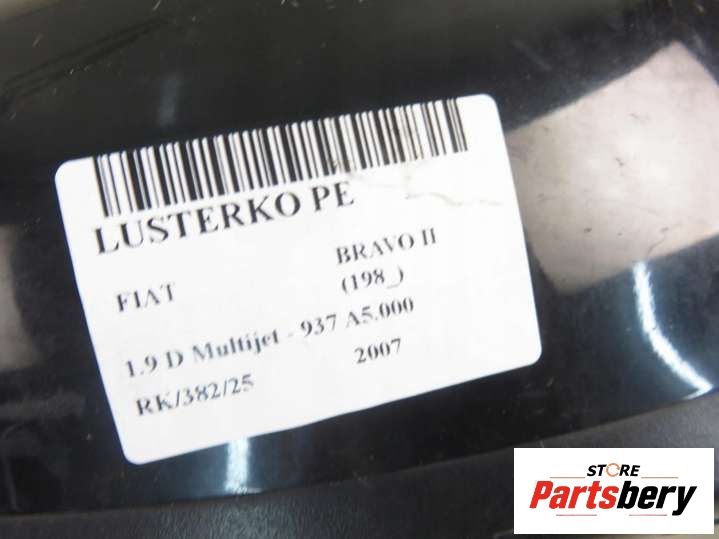 LUSTERKO PE
FIAT
BRAVO II
(198_)
1.9 D Multijet - 937 A5.000
RK/382/25
2007
STORE
Partsbery